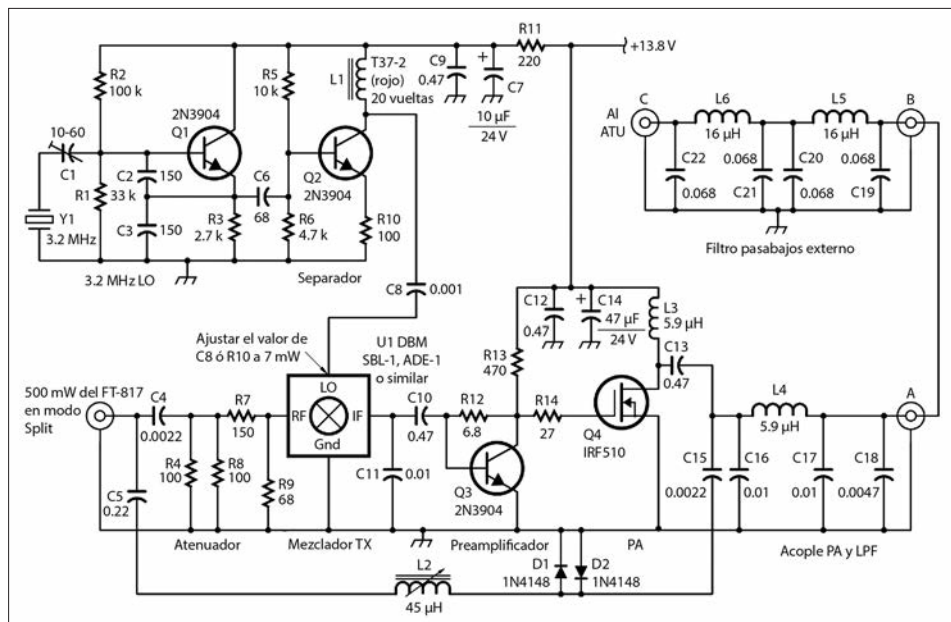 R11
220
+13.8 V
R2
100 k
R5
10 k
L1
T37-2
(rojo)
20 vueltas
C9
0.47
+
C7
10 µF
24 V
2N3904
Q1
10-60
C1
C2
150
R1
33 k
C6
68
Q2
2N3904
Y1
3.2 MHz
C3
150
R3
2.7 k
R6
4.7 k
R10
100
3.2 MHz LO
Separador
C8
0.001
C
Al
ATU
L6
16 µH
L5
16 µH
B
C22
0.068
0.068
C21
C20
0.068
0.068
C19
Filtro pasabajos externo
Ajustar el valor de
C8 ó R10 a 7 mW
U1 DBM
SBL-1, ADE-1
o similar
C12
0.47
+
C14
47 µF
24 V
L3
5.9 µH
C13
0.47
R13
470
500 mW del FT-817
en modo
Split
C4
0.0022
R7
150
LO
RF
IF
Gnd
C10
0.47
R12
6.8
R14
27
Q4
IRF510
L4
5.9 µH
A
R4
100
R8
100
R9
68
C11
0.01
Q3
2N3904
C5
0.22
C15
0.0022
C16
0.01
C17
0.01
C18
0.0047
Atenuador
Mezclador TX
Preamplificador
PA
Acople PA y LPF
L2
45 µH
D1
1N4148
D2
1N4148